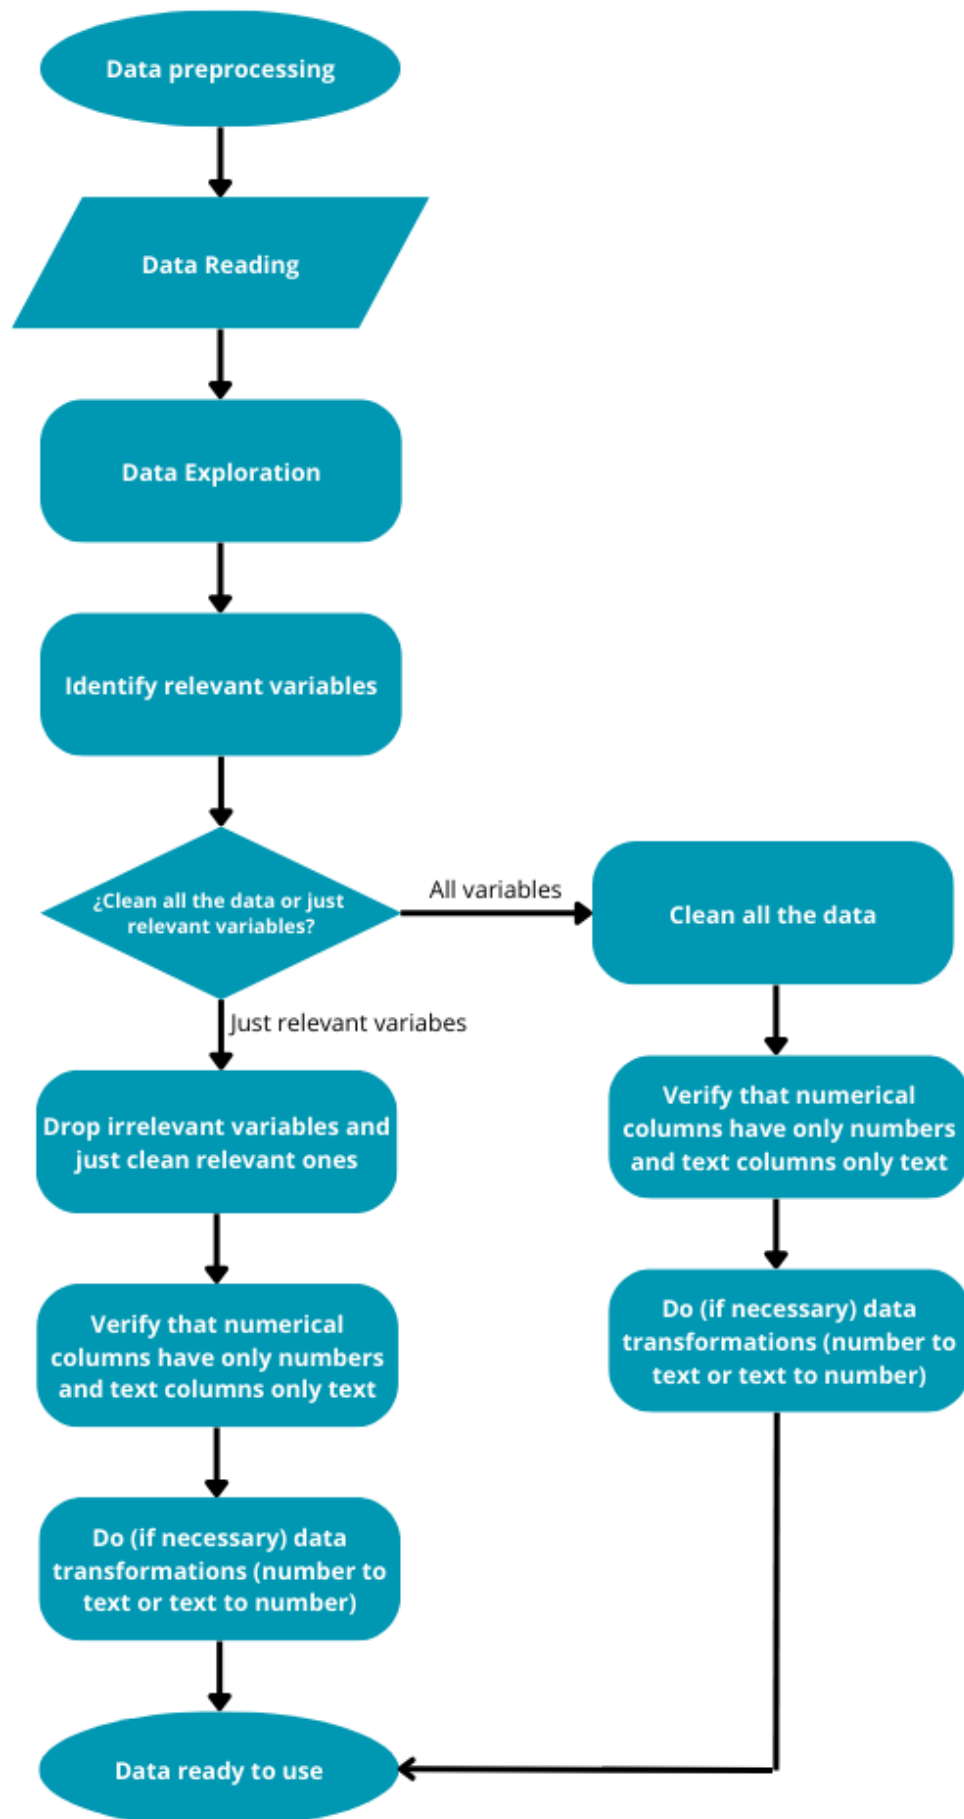 Data preprocessing
Data Reading
Data Exploration
Identify relevant variables
¿Clean all the data or just
relevant variables?
All variables
Clean all the data
Just relevant variabes
Drop irrelevant variables and
just clean relevant ones
Verify that numerical
columns have only numbers
and text columns only text
Do (if necessary) data
transformations (number to
text or text to number)
Verify that numerical
columns have only numbers
and text columns only text
Do (if necessary) data
transformations (number to
text or text to number)
Data ready to use